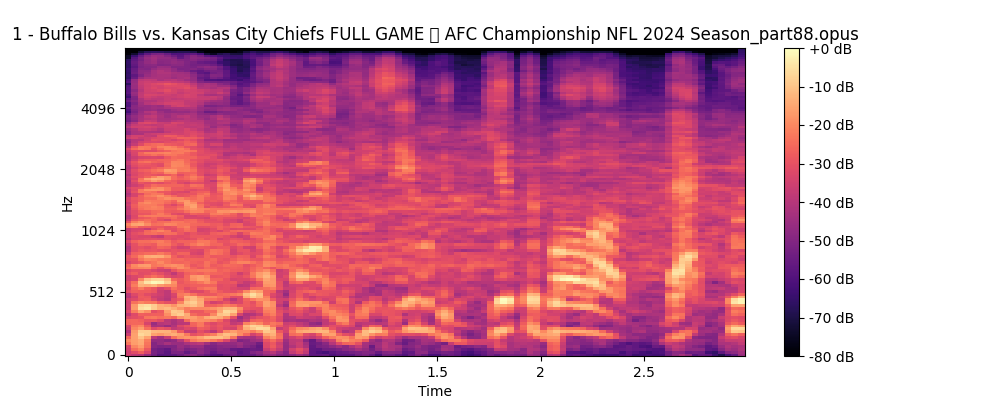 1 - Buffalo Bills vs. Kansas City Chiefs FULL GAME ▯ AFC Championship NFL 2024 Season_part88.opus
+0 dB
-10 dB
-20 dB
-30 dB
-40 dB
-50 dB
-60 dB
-70 dB
-80 dB
Hz
4096
2048
1024
512
0
0 0.5 1 1.5 2 2.5
Time